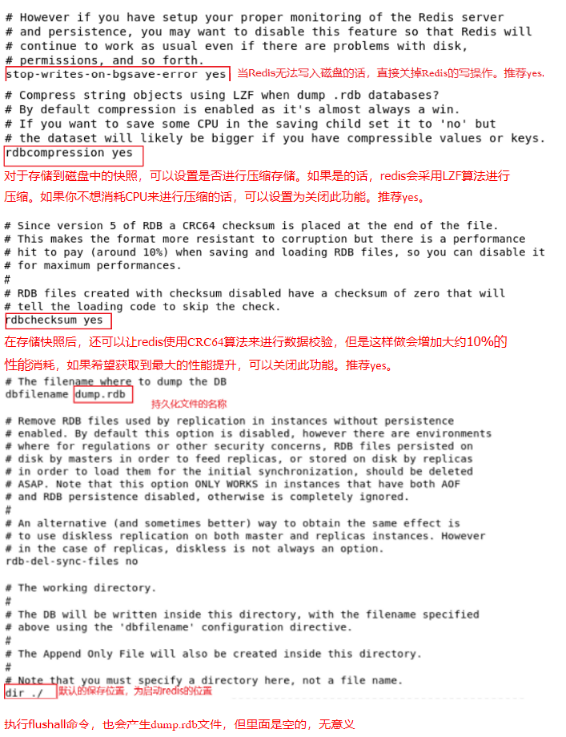 # However if you have setup your proper monitoring of the Redis server
# and persistence, you may want to disable this feature so that Redis will
# continue to work as usual even if there are problems with disk,
# permissions, and so forth.
stop-writes-on-bgsave-error yes 当Redis无法写入磁盘的话，直接关掉Redis的写操作。推荐yes.
# Compress string objects using LZF when dump .rdb databases?
# By default compression is enabled as it's almost always a win.
# If you want to save some CPU in the saving child set it to 'no' but
# the dataset will likely be bigger if you have compressible values or keys.
rdbcompression yes
对于存储到磁盘中的快照，可以设置是否进行压缩存储。如果是的话，redis会采用LZF算法进行
压缩。如果你不想消耗CPU来进行压缩的话，可以设置为关闭此功能。推荐yes。
# Since version 5 of RDB a CRC64 checksum is placed at the end of the file.
# This makes the format more resistant to corruption but there is a performance
# hit to pay (around 10%) when saving and loading RDB files, so you can disable it
# for maximum performances.
#
# RDB files created with checksum disabled have a checksum of zero that will
# tell the loading code to skip the check.
rdbchecksum yes
在存储快照后，还可以让redis使用CRC64算法来进行数据校验，但是这样做会增加大约10%的
性能消耗，如果希望获取到最大的性能提升，可以关闭此功能。推荐yes。
# The filename where to dump the DB
dbfilename dump.rdb
持久化文件的名称
# Remove RDB files used by replication in instances without persistence
# enabled. By default this option is disabled, however there are environments
# where for regulations or other security concerns, RDB files persisted on
# disk by masters in order to feed replicas, or stored on disk by replicas
# in order to load them for the initial synchronization, should be deleted
# ASAP. Note that this option ONLY WORKS in instances that have both AOF
# and RDB persistence disabled, otherwise is completely ignored.
#
# An alternative (and sometimes better) way to obtain the same effect is
# to use diskless replication on both master and replicas instances. However
# in the case of replicas, diskless is not always an option.
rdb-del-sync-files no
# The working directory.
#
# The DB will be written inside this directory, with the filename specified
# above using the 'dbfilename' configuration directive.
#
# The Append Only File will also be created inside this directory.
#
# Note that you must specify a directory here, not a file name.
dir ./ 默认的保存位置，为启动redis的位置
执行flushall命令，也会产生dump.rdb文件，但里面是空的，无意义